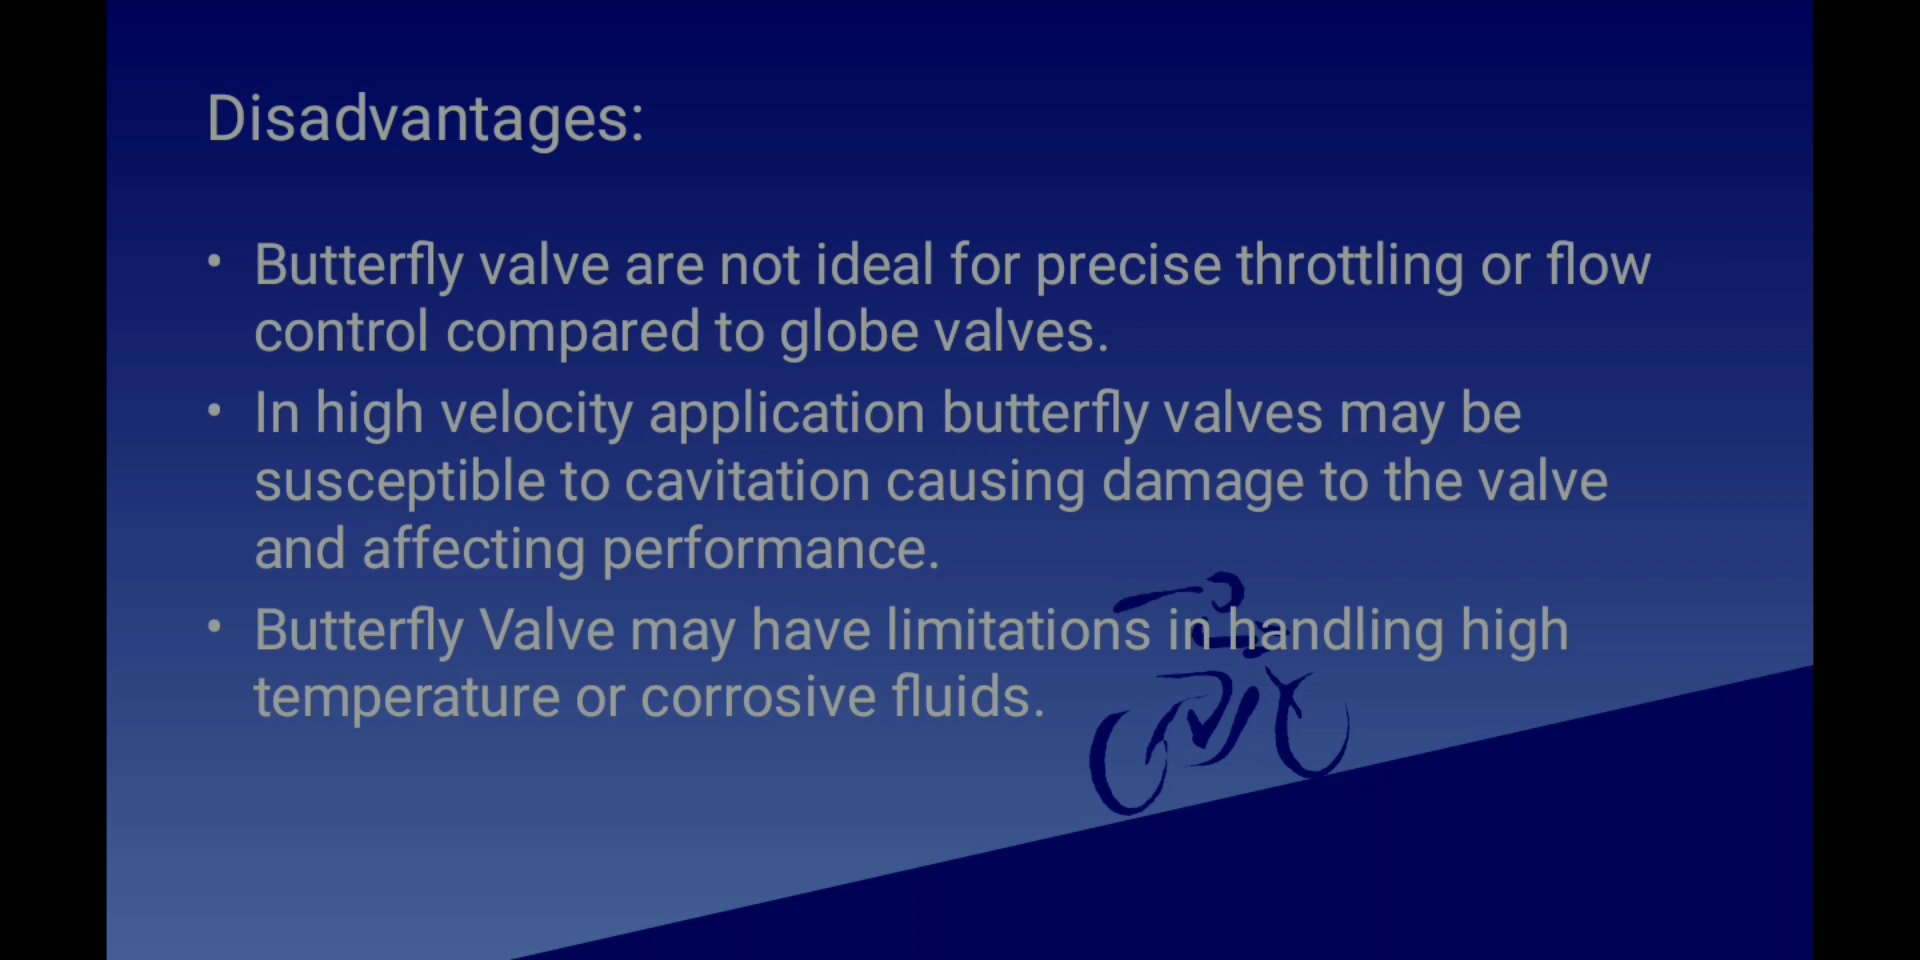 Disadvantages:
• Butterfly valve are not ideal for precise throttling or flow
control compared to globe valves.
• In high velocity application butterfly valves may be
susceptible to cavitation causing damage to the valve
and affecting performance.
• Butterfly Valve may have limitations in handling high
temperature or corrosive fluids.